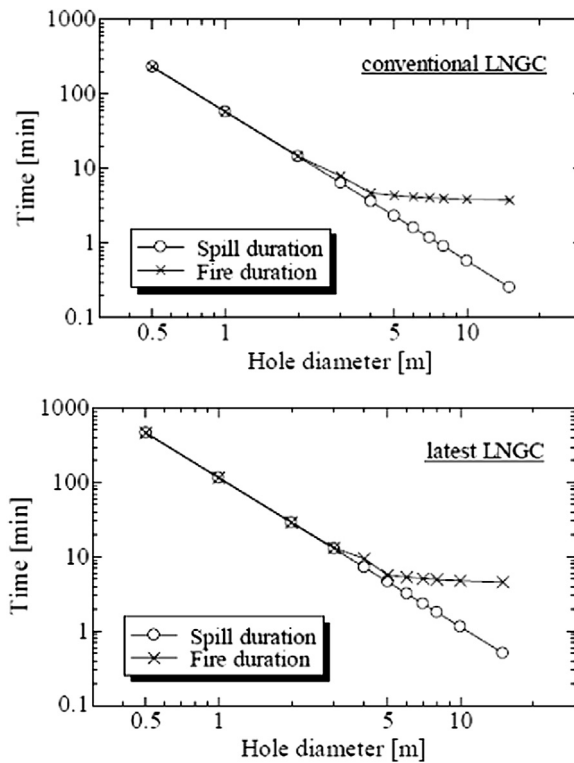 1000
conventional LNGC
100
10
1
0.1
Time [min]
Spill duration
Fire duration
0.5 1 5 10
Hole diameter [m]
1000
latest LNGC
100
10
1
0.1
Time [min]
Spill duration
Fire duration
0.5 1 5 10
Hole diameter [m]